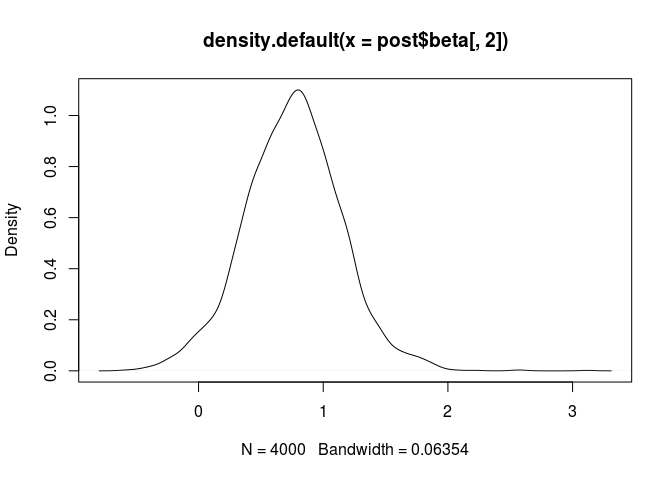 density.default(x = post$beta[, 2])
Density
0.0 0.2 0.4 0.6 0.8 1.0
0 1 2 3
N = 4000 Bandwidth = 0.06354